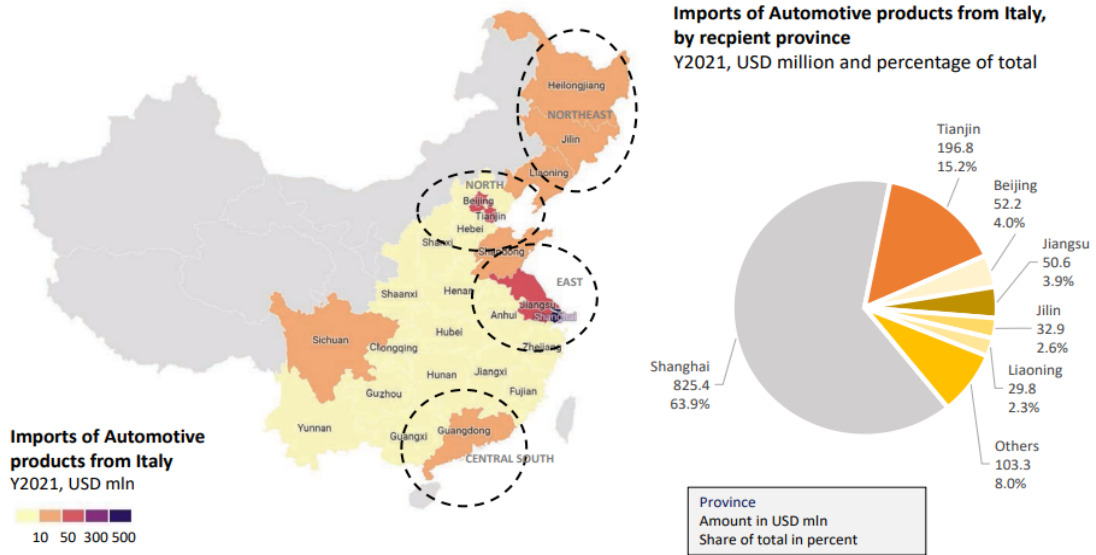 Imports of Automotive products from Italy,
by recpient province
Y2021, USD million and percentage of total
Heilongjiang
NORTHEAST
Jilin
Liaoning
NORTH
Beijing
Tianjin
Hebei
Shanxi
Shandong
EAST
Shaanxi
Henan
Jiangsu
Anhui
Shanghai
Hubei
Sichuan
Chongqing
Zhejiang
Hunan
Jiangxi
Guzhou
Fujian
Yunnan
Guangxi
Guangdong
CENTRAL SOUTH
Imports of Automotive
products from Italy
Y2021, USD mln
10 50 300 500
Tianjin
196.8
15.2%
Beijing
52.2
4.0%
Jiangsu
50.6
3.9%
Jilin
32.9
2.6%
Liaoning
29.8
2.3%
Others
103.3
8.0%
Shanghai
825.4
63.9%
Province
Amount in USD mln
Share of total in percent